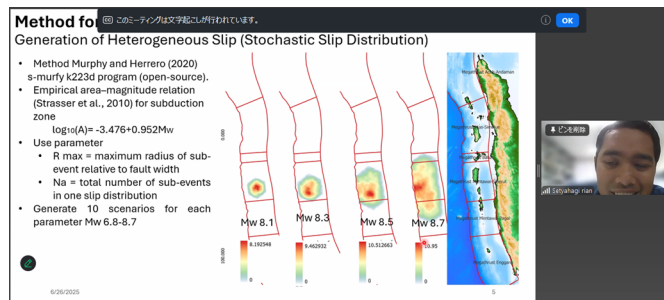 Method for
このミーティングは文字起こしが行われています。
OK
Generation of Heterogeneous Slip (Stochastic Slip Distribution)
• Method Murphy and Herrero (2020)
s-murfy k223d program (open-source).
• Empirical area–magnitude relation
(Strasser et al., 2010) for subduction
zone
log₁₀(A)= -3.476+0.952Mw
• Use parameter
• R max = maximum radius of sub-
event relative to fault width
• Na = total number of sub-events
in one slip distribution
• Generate 10 scenarios for each
parameter Mw 6.8-8.7
0.000
100.000
Mw 8.1
Mw 8.3
Mw 8.5
Mw 8.7
8.192548
0
9.462932
0
10.512663
0
10.95
0
ピンを削除
Setyahagi rian
6/26/2025
5